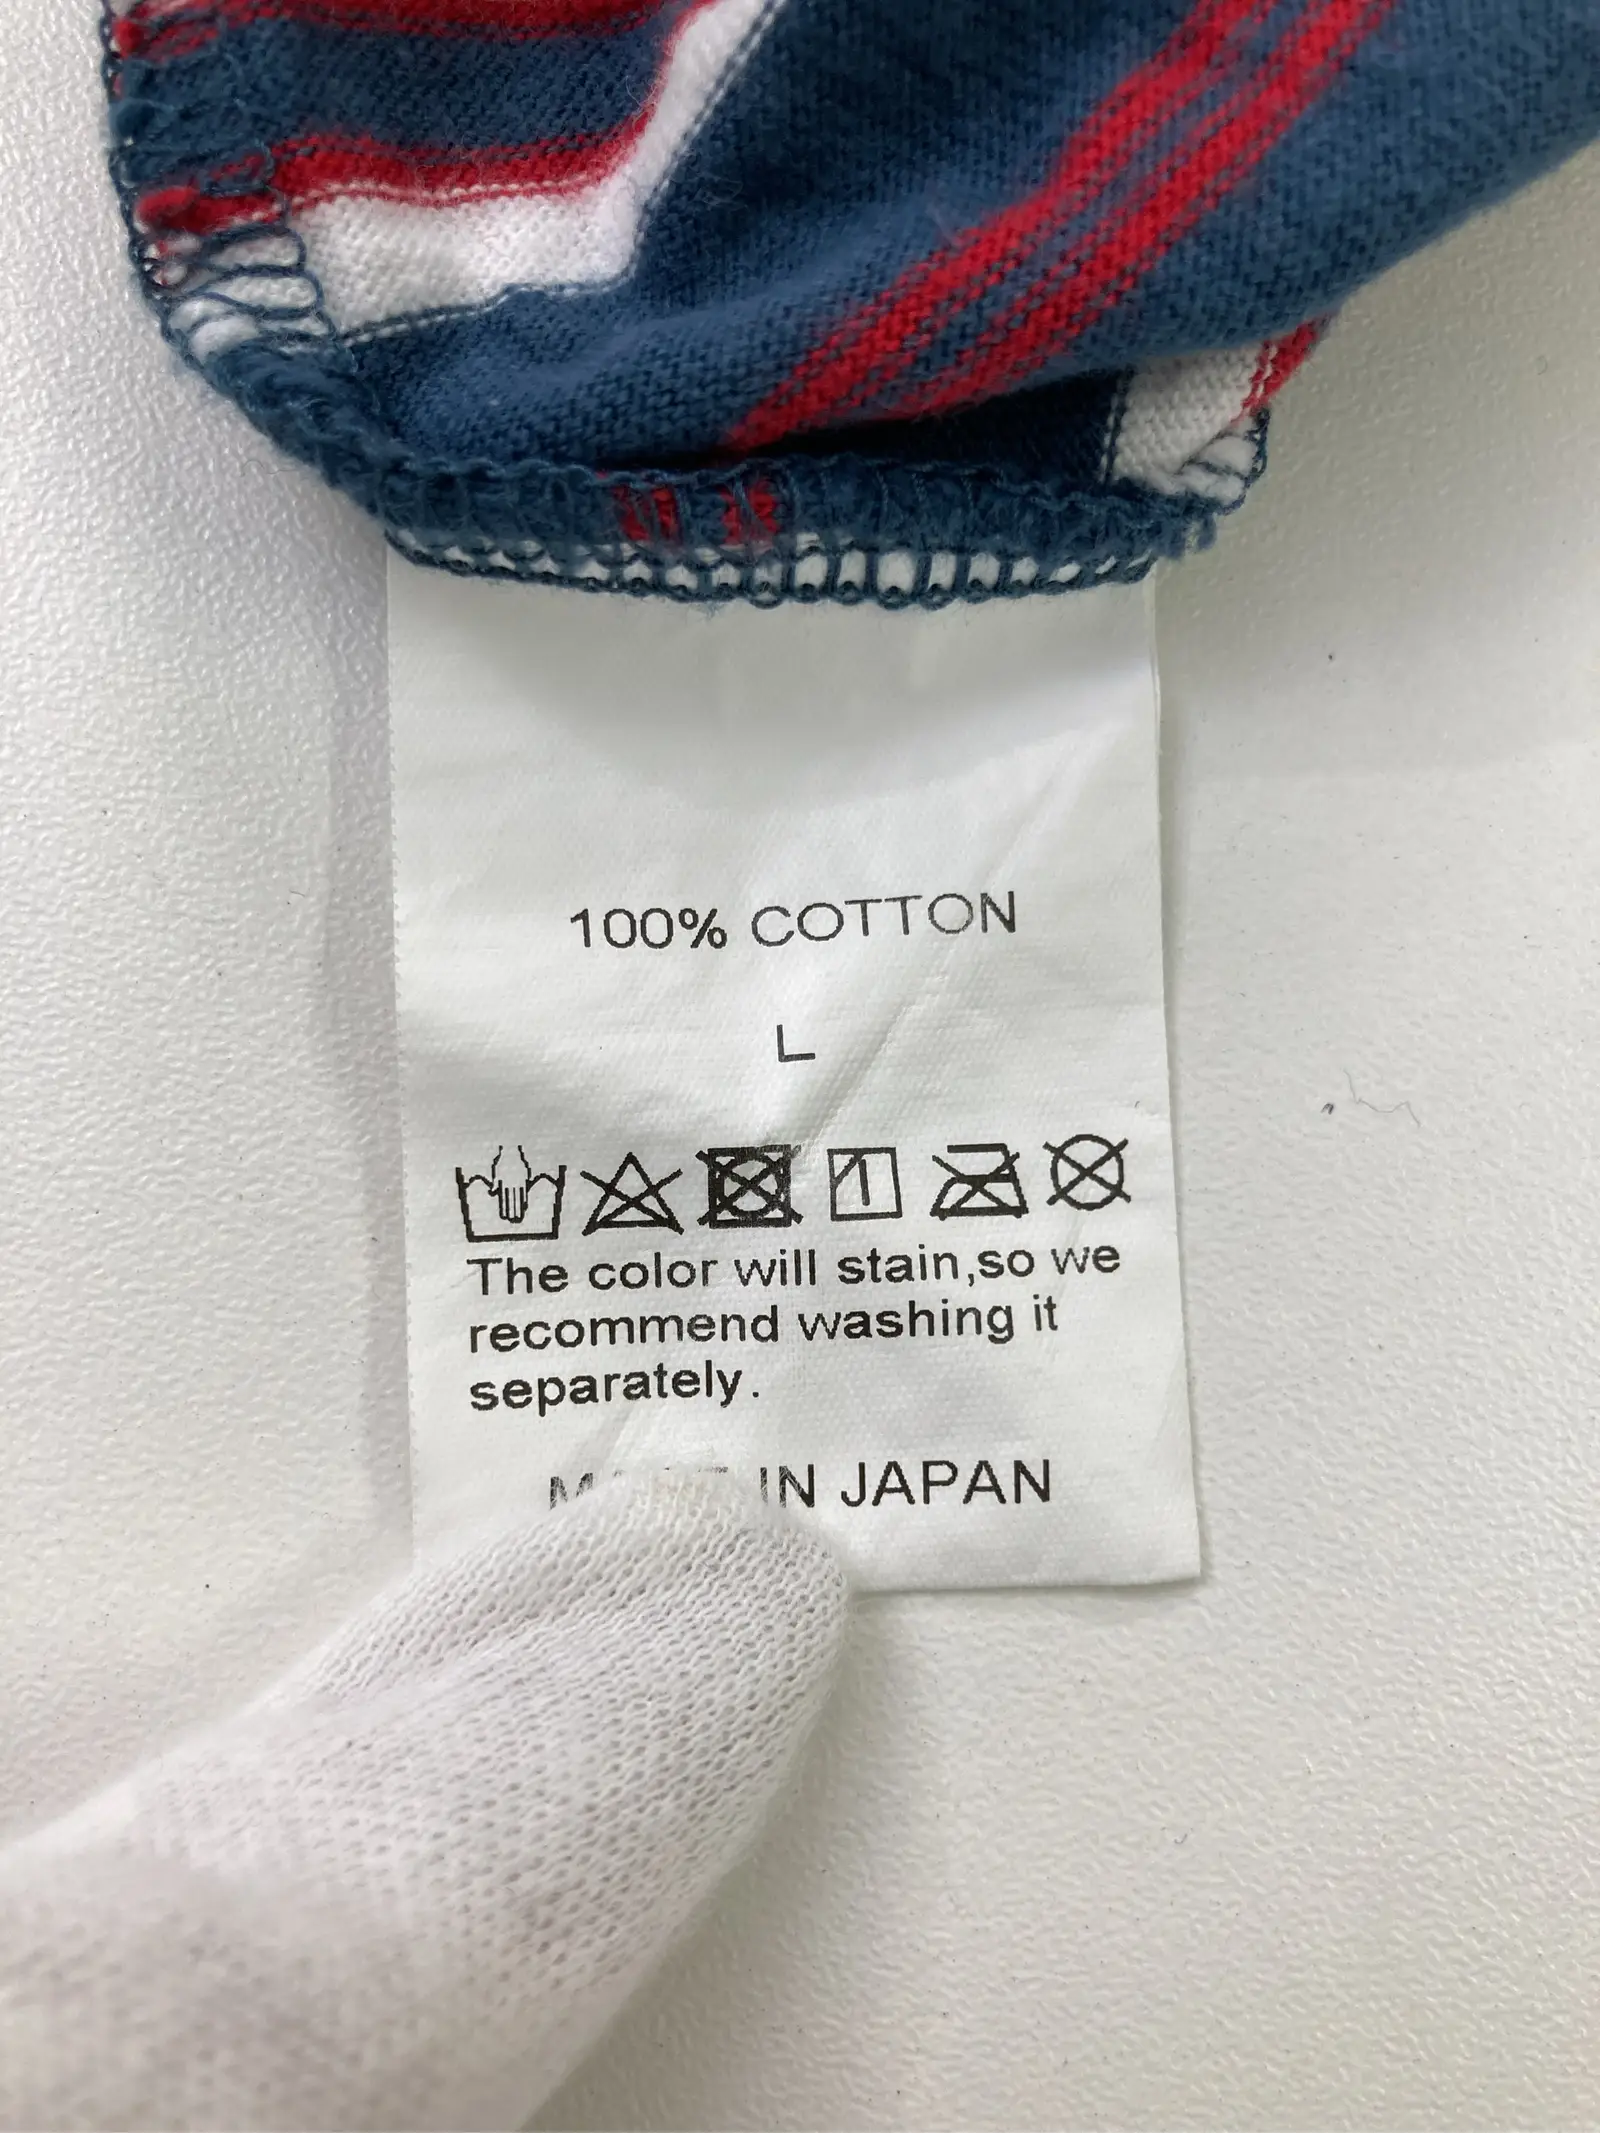 100% COTTON
L
The color will stain,so we
recommend washing it
separately.
IN JAPAN